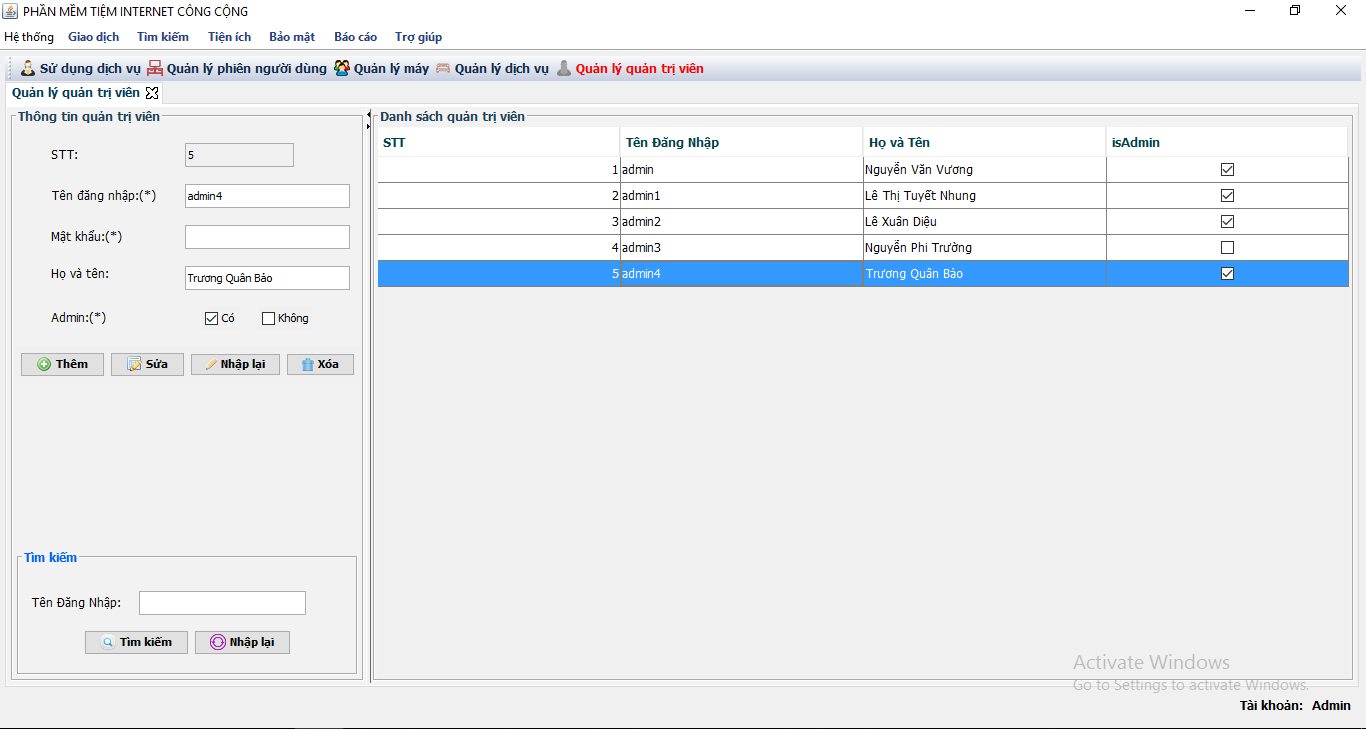 PHẦN MỀM TIỆM INTERNET CÔNG CỘNG
Hệ thống Giao dịch Tìm kiếm Tiện ích Bảo mật Báo cáo Trợ giúp
Sử dụng dịch vụ Quản lý phiên người dùng Quản lý máy Quản lý dịch vụ Quản lý quản trị viên
Quản lý quản trị viên
Thông tin quản trị viên
STT: 5
Tên đăng nhập:(*) admin4
Mật khẩu:(*)
Họ và tên: Trương Quân Bảo
Admin:(*) Có Không
Thêm Sửa Nhập lại Xóa
Tìm kiếm
Tên Đăng Nhập:
Tìm kiếm Nhập lại
Danh sách quản trị viên
STT Tên Đăng Nhập Họ và Tên isAdmin
1 admin Nguyễn Văn Vương
2 admin1 Lê Thị Tuyết Nhung
3 admin2 Lê Xuân Diệu
4 admin3 Nguyễn Phi Trường
5 admin4 Trương Quân Bảo
Activate Windows
Go to Settings to activate Windows.
Tài khoản: Admin